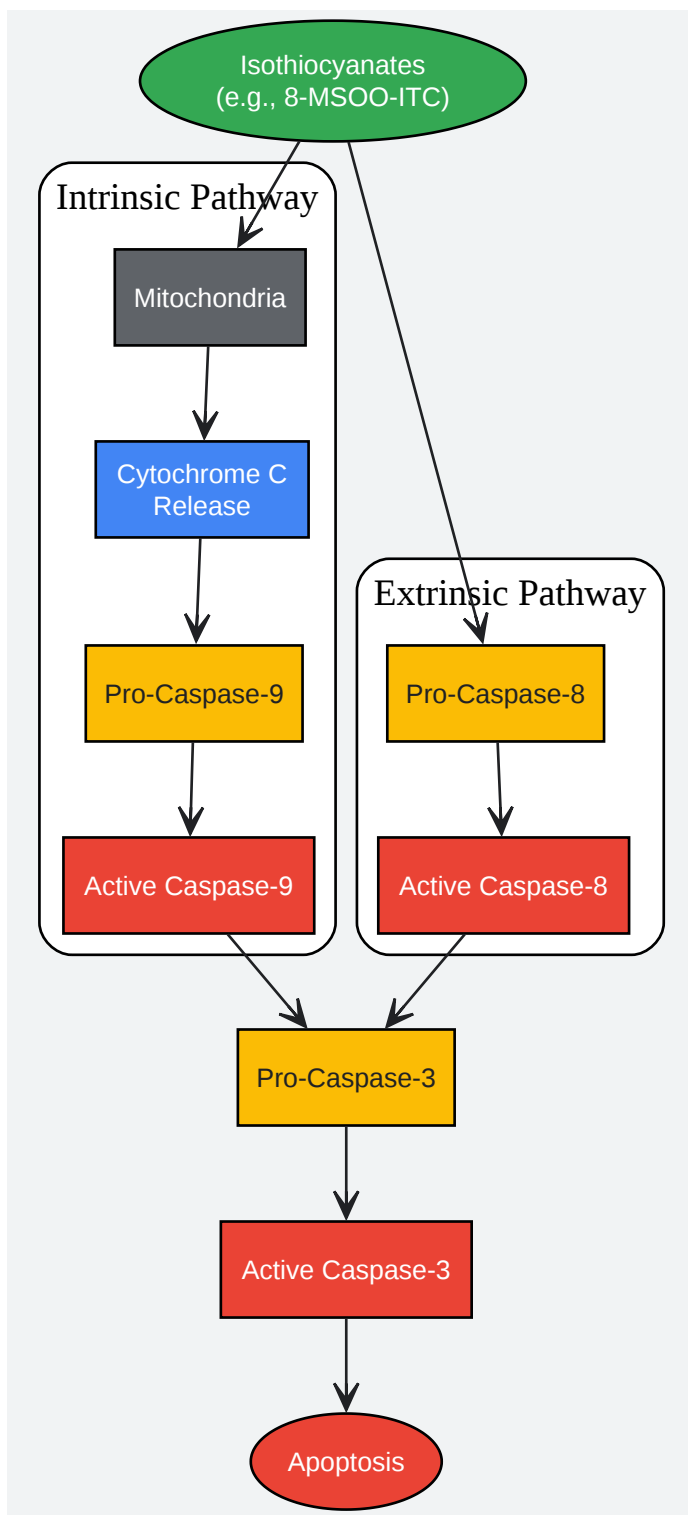 Isothiocyanates
(e.g., 8-MSOO-ITC)
Intrinsic Pathway
Mitochondria
Cytochrome C
Release
Extrinsic Pathway
Pro-Caspase-9
Pro-Caspase-8
Active Caspase-9
Active Caspase-8
Pro-Caspase-3
Active Caspase-3
Apoptosis